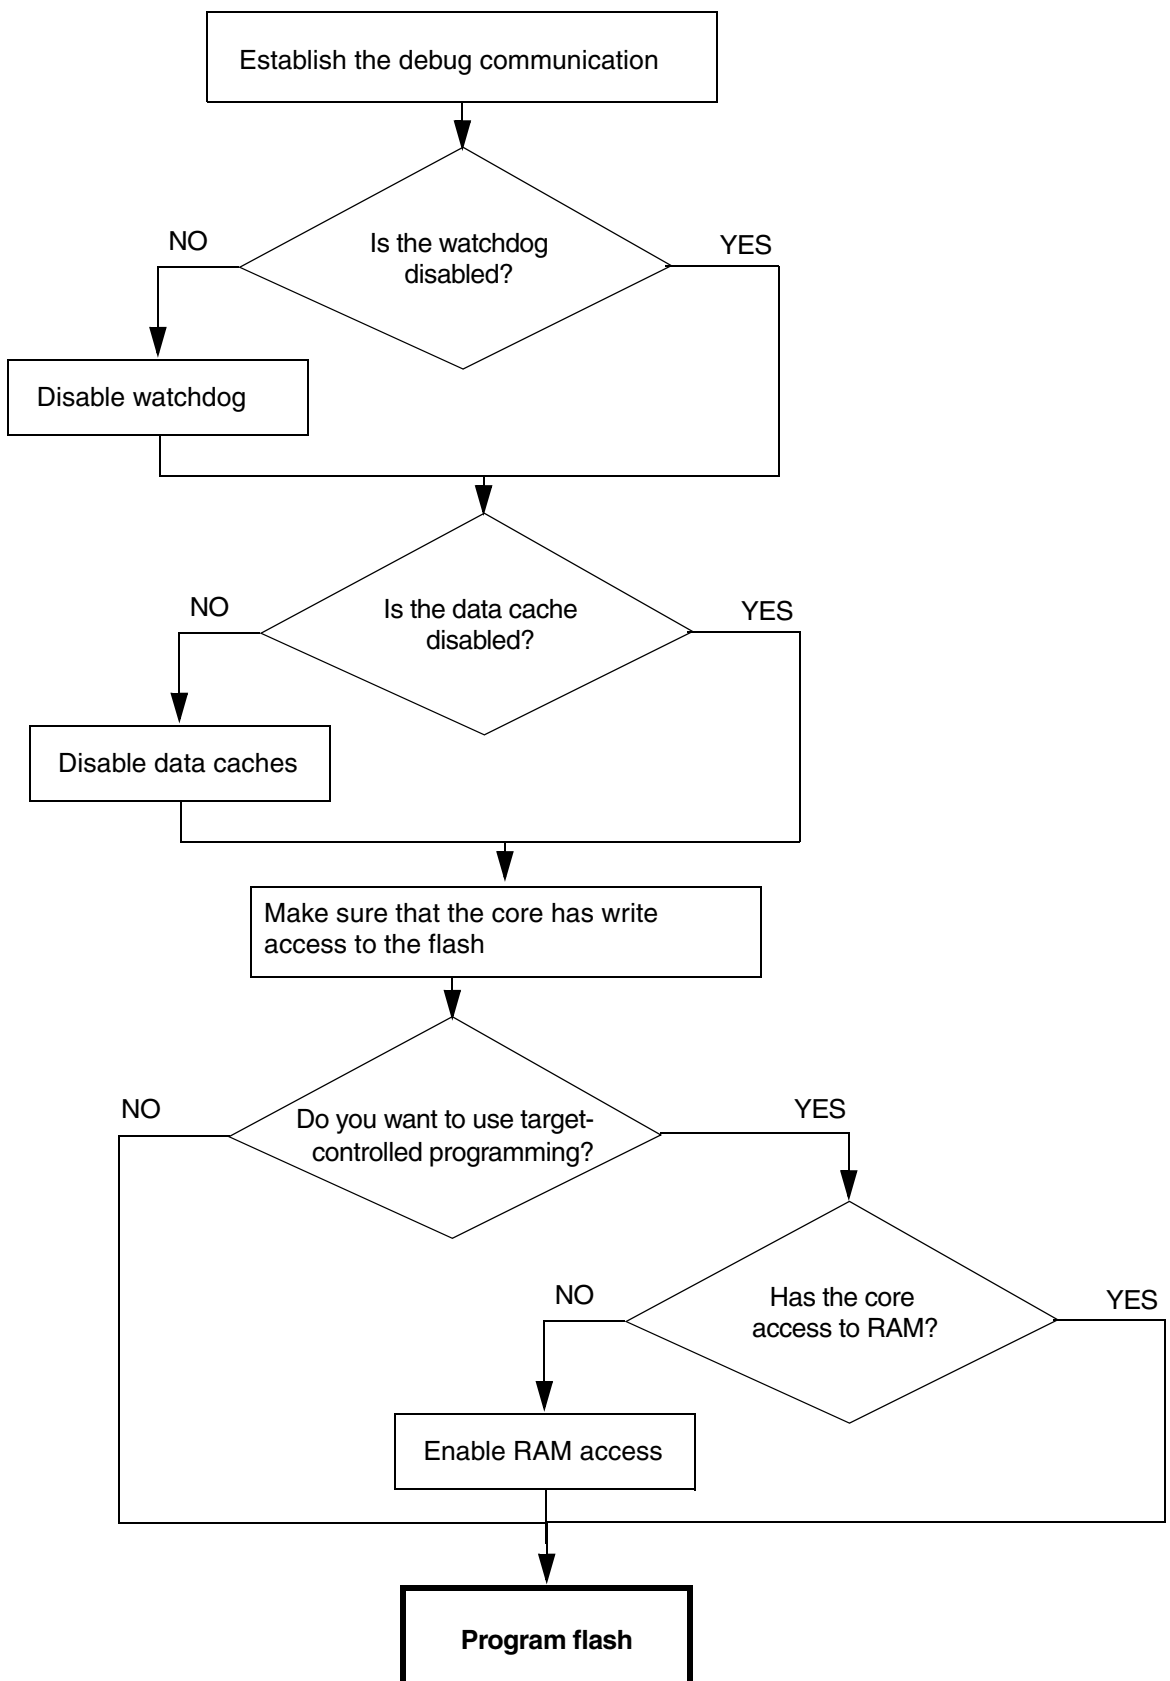 Establish the debug communication
Is the watchdog
disabled?
NO
YES
Disable watchdog
Is the data cache
disabled?
NO
YES
Disable data caches
Make sure that the core has write
access to the flash
Do you want to use target-
controlled programming?
NO
YES
Has the core
access to RAM?
NO
YES
Enable RAM access
Program flash